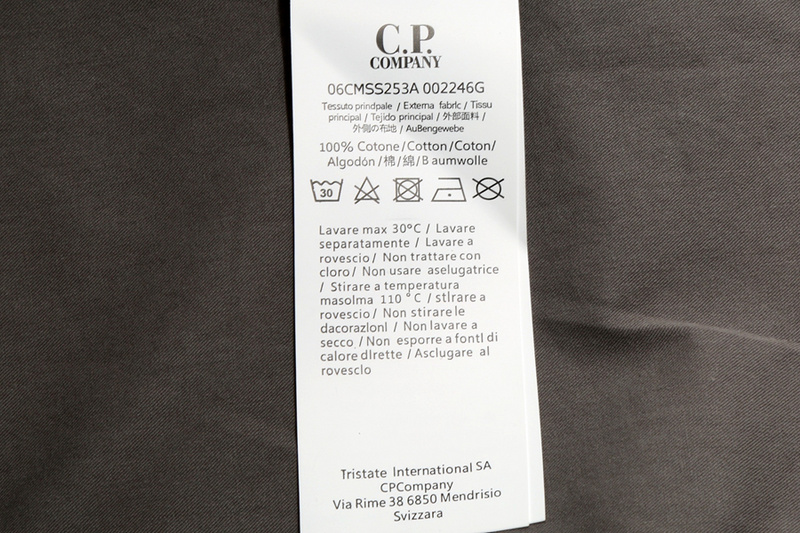 C.P.
COMPANY
06CMSS253A 002246G
Tessuto prindpale / Externa fabrlc / Tissu
principal / Tejido principal / 外部面料 /
外侧の布地 / AuBengewebe
100% Cotone/Cotton/Coton/
Algodón/棉/綿/B aumwolle
30
Lavare max 30°C / Lavare
separatamente / Lavare a
rovescio/ Non trattare con
cloro/ Non usare aselugatrice
/ Stirare a temperatura
masolma 110 °C / stlrare a
rovescio/ Non stirare le
dacorazlonl / Non lavare a
secco /Non esporre a fontl di
calore dlrette /Asclugare al
rovesclo
Tristate International SA
CPCompany
Via Rime 38 6850 Mendrisio
Svizzara